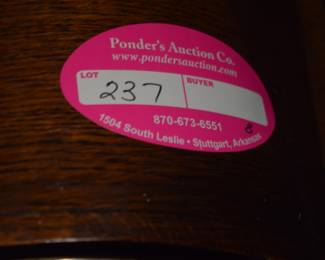 Ponder's Auction Co.
www.pondersauction.com
LOT
BUYER
237
870-673-6551
1504 South Leslie • Stuttgart, Arkansas